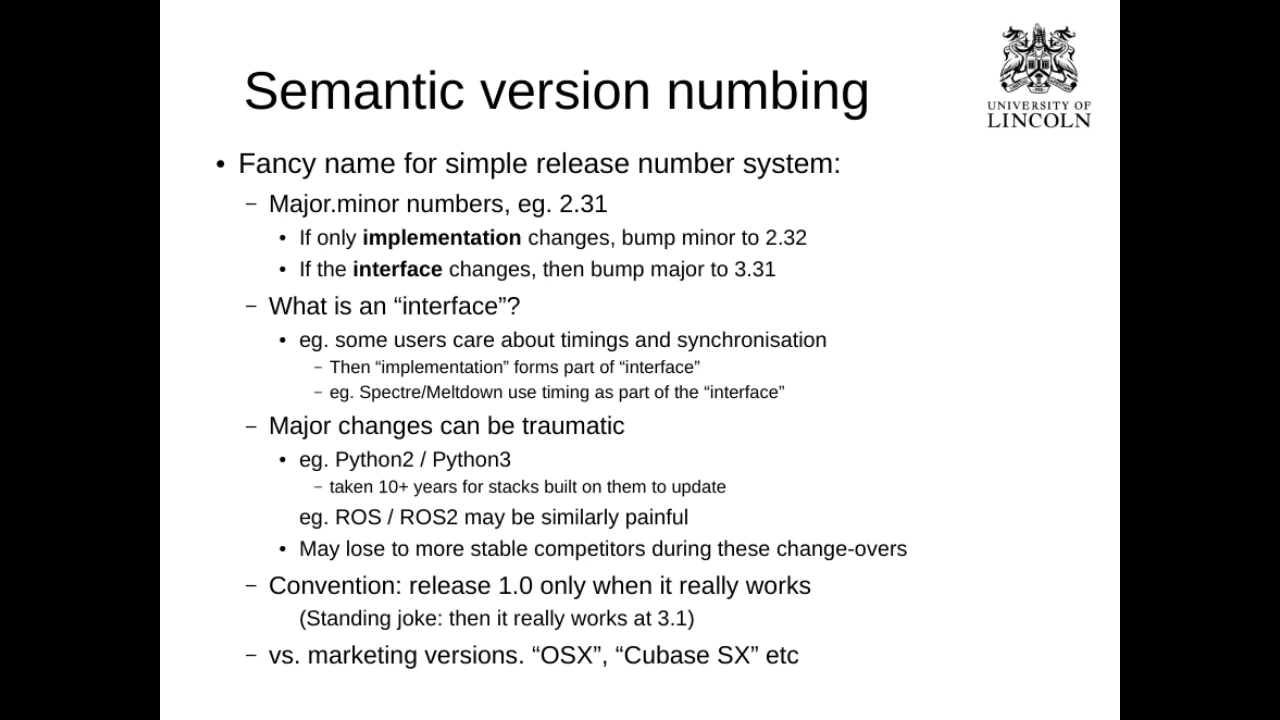 Semantic version numbing
UNIVERSITY OF
LINCOLN
• Fancy name for simple release number system:
– Major.minor numbers, eg. 2.31
• If only implementation changes, bump minor to 2.32
• If the interface changes, then bump major to 3.31
– What is an “interface”?
• eg. some users care about timings and synchronisation
– Then “implementation” forms part of “interface”
– eg. Spectre/Meltdown use timing as part of the “interface”
– Major changes can be traumatic
• eg. Python2 / Python3
– taken 10+ years for stacks built on them to update
eg. ROS / ROS2 may be similarly painful
• May lose to more stable competitors during these change-overs
– Convention: release 1.0 only when it really works
(Standing joke: then it really works at 3.1)
– vs. marketing versions. “OSX”, “Cubase SX” etc